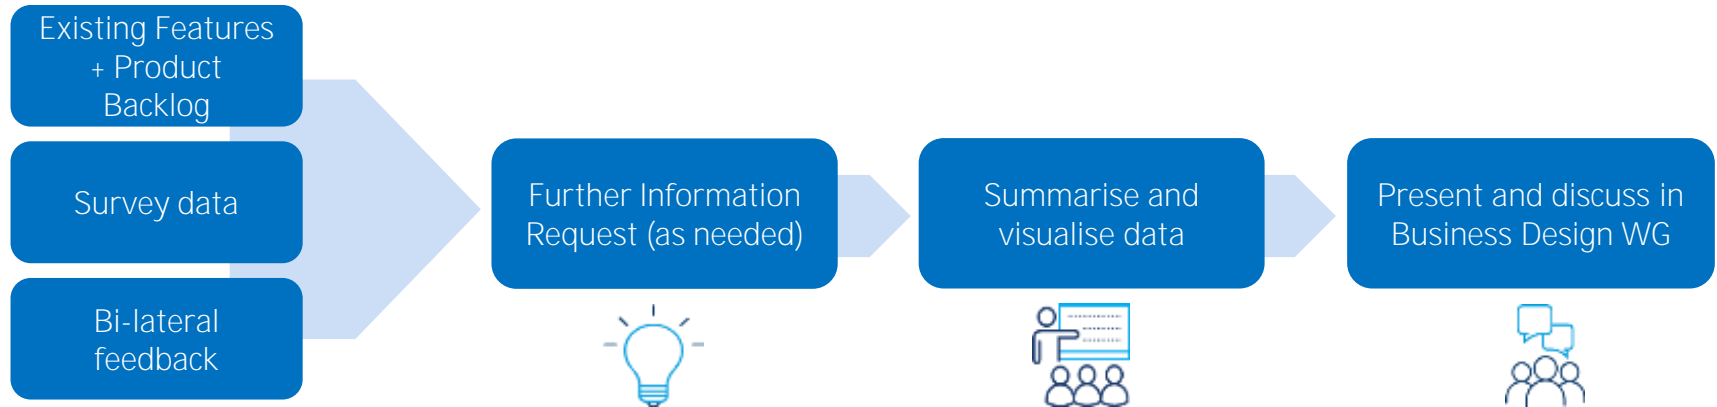 Existing Features
+ Product
Backlog
Survey data
Bi-lateral
feedback
Further Information
Request (as needed)
Summarise and
visualise data
Present and discuss in
Business Design WG